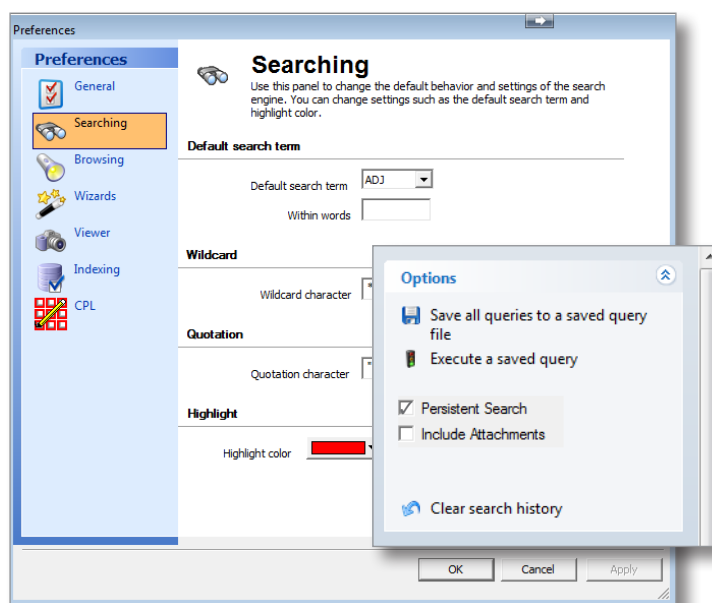 Preferences
Preferences
General
Searching
Browsing
Wizards
Viewer
Indexing
CPL
Searching
Use this panel to change the default behavior and settings of the search
engine. You can change settings such as the default search term and
highlight color.
Default search term
Default search term ADJ
Within words
Wildcard
Wildcard character
Quotation
Quotation character
Highlight
Highlight color
Options
Save all queries to a saved query
file
Execute a saved query
Persistent Search
Include Attachments
Clear search history
OK Cancel Apply